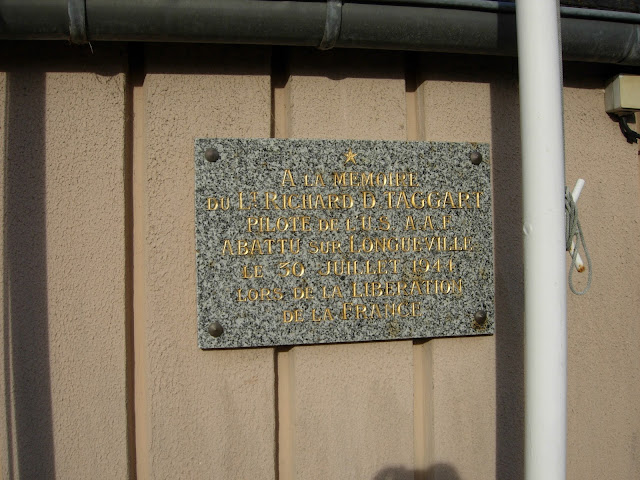 A LA MEMOIRE
DU Lt RICHARD D. TAGGART
PILOTE DE L'U.S. A.A.F.
ABATTU SUR LONGUEVILLE
LE 30 JUILLET 1944
LORS DE LA LIBERATION
DE LA FRANCE